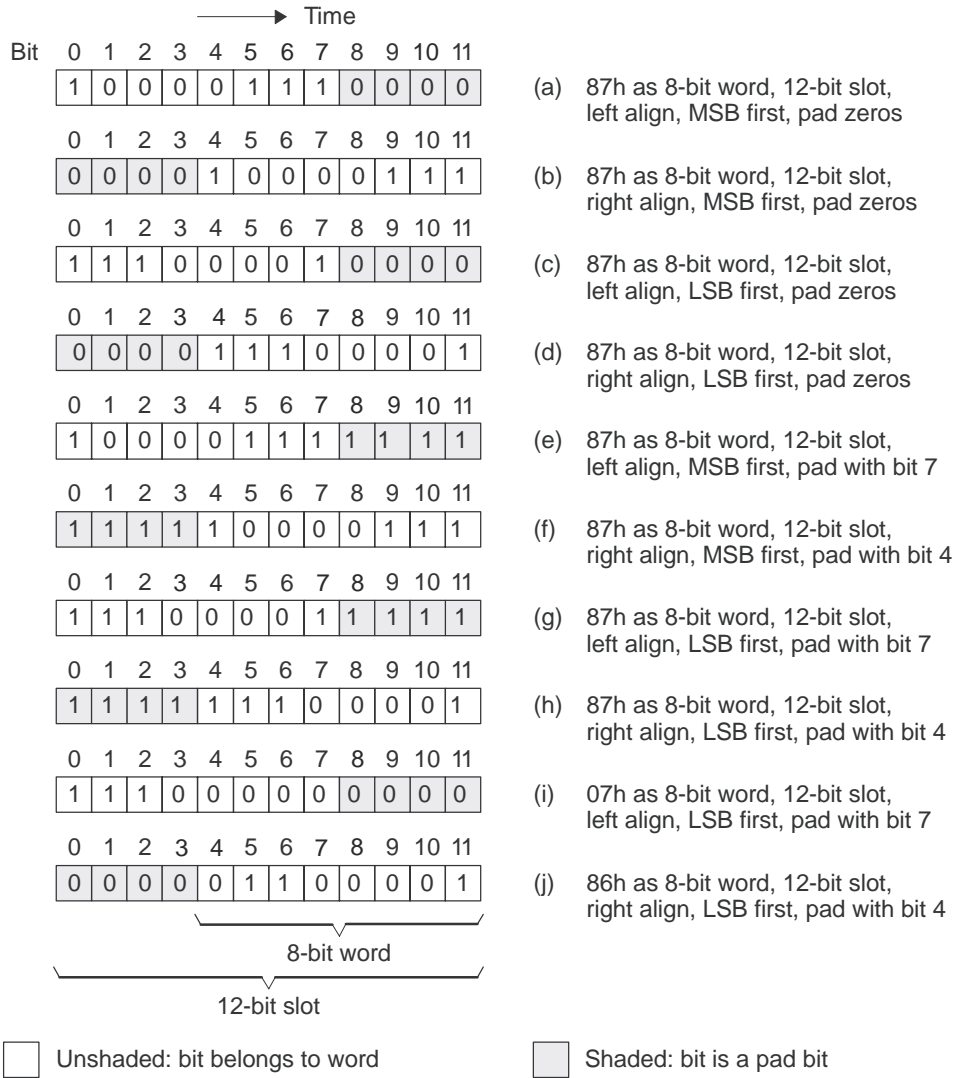 Time
Bit 0 1 2 3 4 5 6 7 8 9 10 11
1 0 0 0 0 1 1 1 0 0 0 0
(a) 87h as 8-bit word, 12-bit slot,
left align, MSB first, pad zeros
0 1 2 3 4 5 6 7 8 9 10 11
0 0 0 0 1 0 0 0 0 1 1 1
(b) 87h as 8-bit word, 12-bit slot,
right align, MSB first, pad zeros
0 1 2 3 4 5 6 7 8 9 10 11
1 1 1 0 0 0 0 1 0 0 0 0
(c) 87h as 8-bit word, 12-bit slot,
left align, LSB first, pad zeros
0 1 2 3 4 5 6 7 8 9 10 11
0 0 0 0 1 1 1 0 0 0 0 1
(d) 87h as 8-bit word, 12-bit slot,
right align, LSB first, pad zeros
0 1 2 3 4 5 6 7 8 9 10 11
1 0 0 0 0 1 1 1 1 1 1 1
(e) 87h as 8-bit word, 12-bit slot,
left align, MSB first, pad with bit 7
0 1 2 3 4 5 6 7 8 9 10 11
1 1 1 1 1 0 0 0 0 1 1 1
(f) 87h as 8-bit word, 12-bit slot,
right align, MSB first, pad with bit 4
0 1 2 3 4 5 6 7 8 9 10 11
1 1 1 0 0 0 0 1 1 1 1 1
(g) 87h as 8-bit word, 12-bit slot,
left align, LSB first, pad with bit 7
0 1 2 3 4 5 6 7 8 9 10 11
1 1 1 1 1 1 1 0 0 0 0 1
(h) 87h as 8-bit word, 12-bit slot,
right align, LSB first, pad with bit 4
0 1 2 3 4 5 6 7 8 9 10 11
1 1 1 0 0 0 0 0 0 0 0 0
(i) 07h as 8-bit word, 12-bit slot,
left align, LSB first, pad with bit 7
0 1 2 3 4 5 6 7 8 9 10 11
0 0 0 0 0 1 1 0 0 0 0 1
(j) 86h as 8-bit word, 12-bit slot,
right align, LSB first, pad with bit 4
8-bit word
12-bit slot
Unshaded: bit belongs to word
Shaded: bit is a pad bit